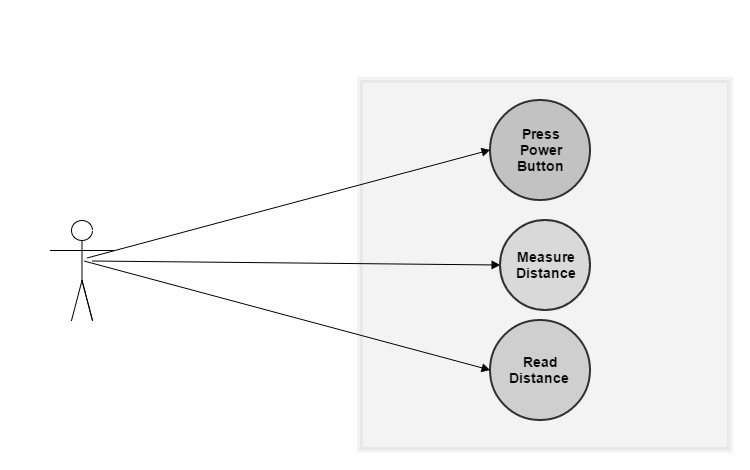 Press
Power
Button
Measure
Distance
Read
Distance